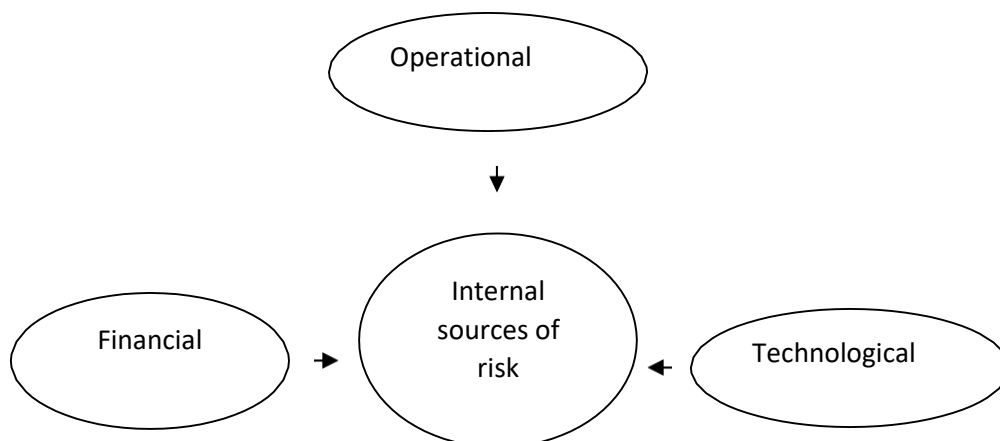 Operational
Internal
sources of
risk
Financial
Technological